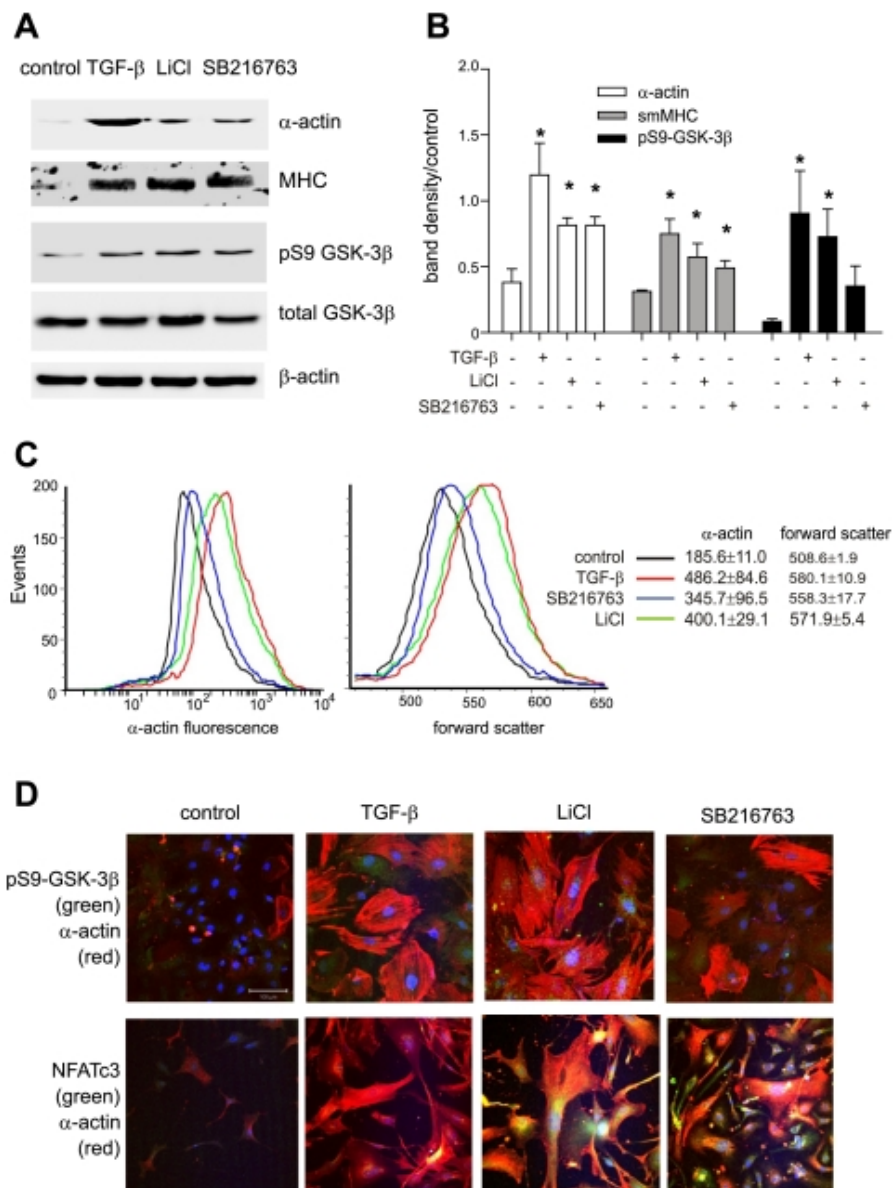 A
control TGF-β LiCl SB216763
α-actin
MHC
pS9 GSK-3β
total GSK-3β
β-actin
B
band density/control
2.0
1.5
1.0
0.5
0
α-actin
smMHC
pS9-GSK-3β
* * * * * * * *
TGF-β - + - - - + - - - + - -
LiCl - - + - - - + - - - + -
SB216763 - - - + - - - + - - - +
C
Events
200
150
100
50
0
10¹ 10² 10³ 10⁴
α-actin fluorescence
500 550 600 650
forward scatter
α-actin forward scatter
control 185.6±11.0 508.6±1.9
TGF-β 486.2±84.6 580.1±10.9
SB216763 345.7±96.5 558.3±17.7
LiCl 400.1±29.1 571.9±5.4
D
control TGF-β LiCl SB216763
pS9-GSK-3β
(green)
α-actin
(red)
NFATc3
(green)
α-actin
(red)